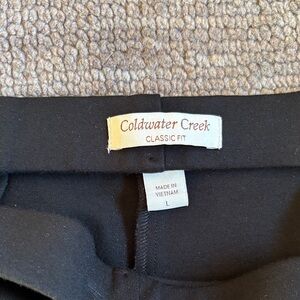 Coldwater Creek
CLASSIC FIT
MADE IN
VIETNAM
L